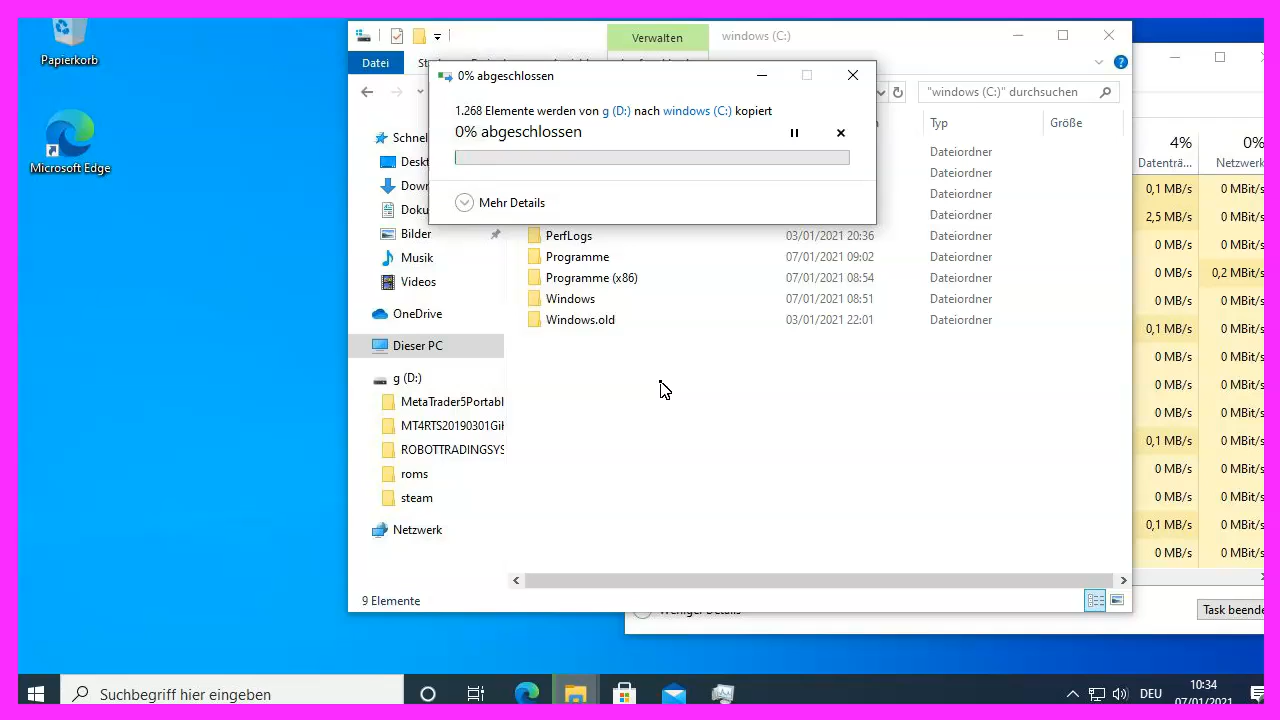 Papierkorb
Microsoft Edge
Verwalten
windows (C:)
Datei
0% abgeschlossen
1.268 Elemente werden von g (D:) nach windows (C:) kopiert
0% abgeschlossen
Mehr Details
"windows (C:)" durchsuchen
Typ
Größe
Dateiordner
Dateiordner
Dateiordner
Dateiordner
PerfLogs 03/01/2021 20:36 Dateiordner
Programme 07/01/2021 09:02 Dateiordner
Programme (x86) 07/01/2021 08:54 Dateiordner
Windows 07/01/2021 08:51 Dateiordner
Windows.old 03/01/2021 22:01 Dateiordner
Schnel
Deskt
Down
Doku
Bilder
Musik
Videos
OneDrive
Dieser PC
g (D:)
MetaTrader5Portabl
MT4RTS20190301Gil
ROBOTTRADINGSYS
roms
steam
Netzwerk
9 Elemente
4% 0%
Datenträ... Netzwerk
0,1 MB/s 0 MBit/s
2,5 MB/s 0 MBit/s
0 MB/s 0 MBit/s
0 MB/s 0,2 MBit/s
0 MB/s 0 MBit/s
0,1 MB/s 0 MBit/s
0 MB/s 0 MBit/s
0 MB/s 0 MBit/s
0 MB/s 0 MBit/s
0,1 MB/s 0 MBit/s
0 MB/s 0 MBit/s
0 MB/s 0 MBit/s
0,1 MB/s 0 MBit/s
0 MB/s 0 MBit/s
Weniger Details
Task beende
Suchbegriff hier eingeben
DEU
10:34
07/01/2021